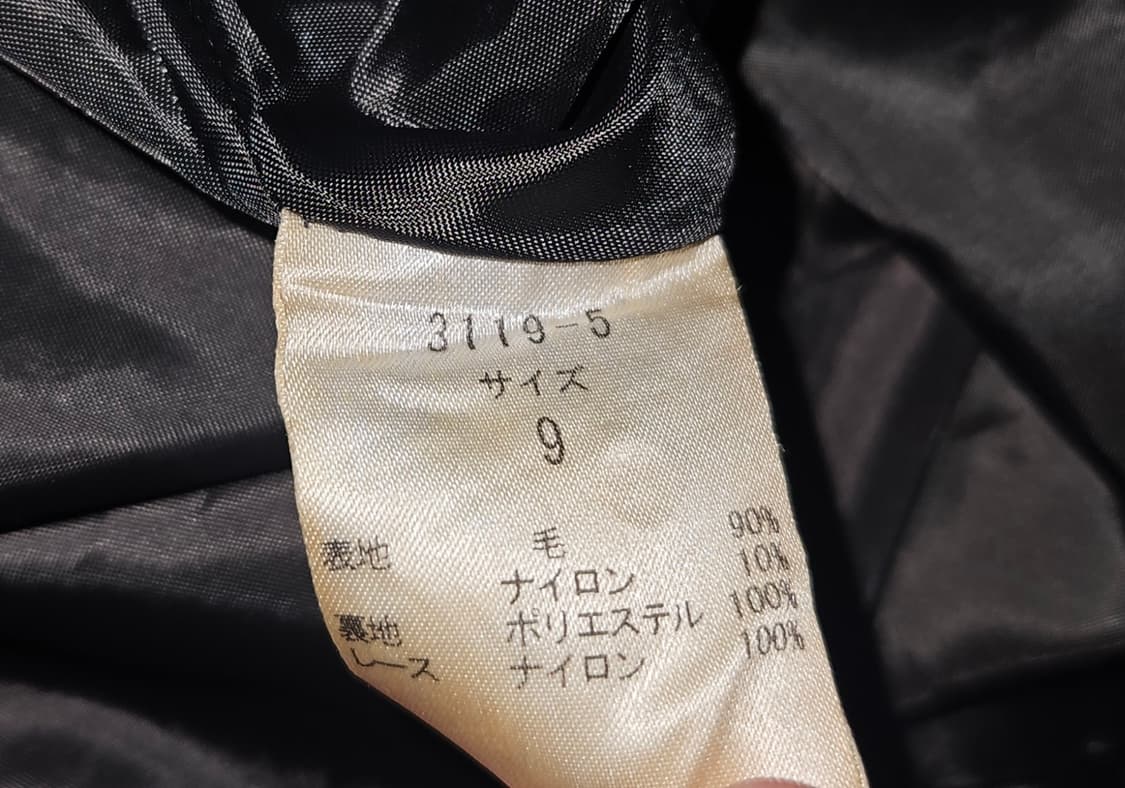 3119-5
サイズ
9
表地 毛 90%
ナイロン 10%
裏地 ポリエステル 100%
レース ナイロン 100%